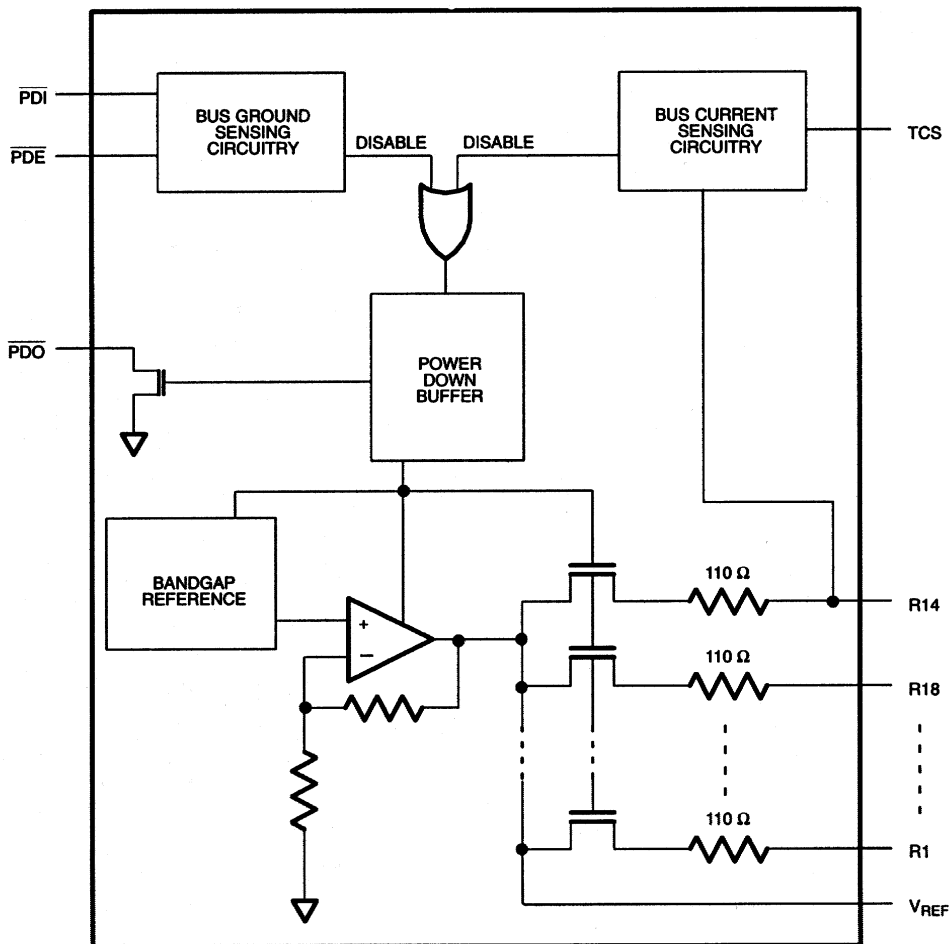 PDI
BUS GROUND
SENSING
CIRCUITRY
PDE
DISABLE
DISABLE
BUS CURRENT
SENSING
CIRCUITRY
TCS
PDO
POWER
DOWN
BUFFER
BANDGAP
REFERENCE
+
−
110 Ω
R14
110 Ω
R18
110 Ω
R1
VREF